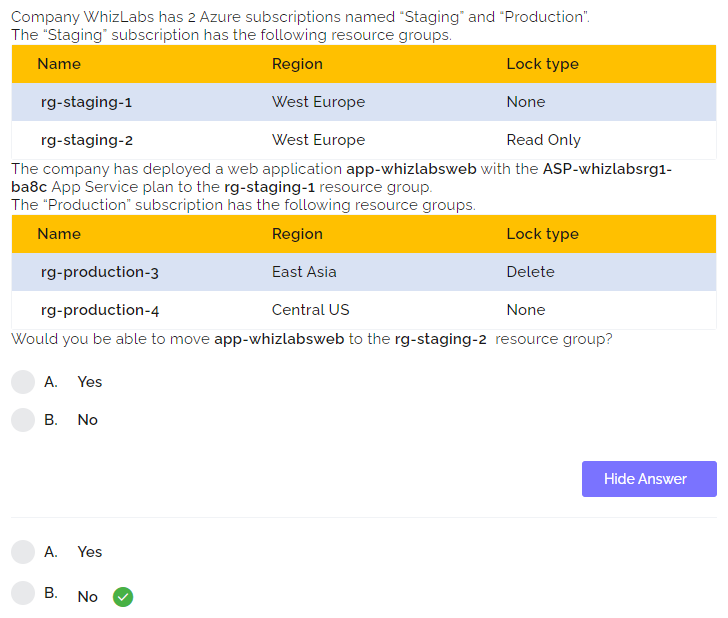 Company WhizLabs has 2 Azure subscriptions named “Staging” and “Production”.
The “Staging” subscription has the following resource groups.
Name Region Lock type
rg-staging-1 West Europe None
rg-staging-2 West Europe Read Only
The company has deployed a web application app-whizlabsweb with the ASP-whizlabsrg1-
ba8c App Service plan to the rg-staging-1 resource group.
The “Production” subscription has the following resource groups.
Name Region Lock type
rg-production-3 East Asia Delete
rg-production-4 Central US None
Would you be able to move app-whizlabsweb to the rg-staging-2 resource group?
A. Yes
B. No
Hide Answer
A. Yes
B. No